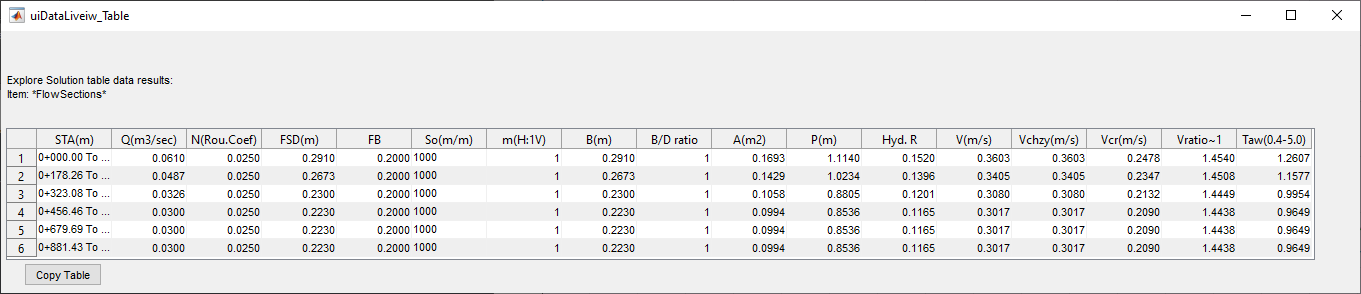 uiDataLiveiw_Table
Explore Solution table data results:
Item: *FlowSections*
STA(m) Q(m3/sec) N(Rou.Coef) FSD(m) FB So(m/m) m(H:1V) B(m) B/D ratio A(m2) P(m) Hyd. R V(m/s) Vchzy(m/s) Vcr(m/s) Vratio~1 Taw(0.4-5.0)
1 0+000.00 To ... 0.0610 0.0250 0.2910 0.2000 1000 1 0.2910 1 0.1693 1.1140 0.1520 0.3603 0.3603 0.2478 1.4540 1.2607
2 0+178.26 To ... 0.0487 0.0250 0.2673 0.2000 1000 1 0.2673 1 0.1429 1.0234 0.1396 0.3405 0.3405 0.2347 1.4508 1.1577
3 0+323.08 To ... 0.0326 0.0250 0.2300 0.2000 1000 1 0.2300 1 0.1058 0.8805 0.1201 0.3080 0.3080 0.2132 1.4449 0.9954
4 0+456.46 To ... 0.0300 0.0250 0.2230 0.2000 1000 1 0.2230 1 0.0994 0.8536 0.1165 0.3017 0.3017 0.2090 1.4438 0.9649
5 0+679.69 To ... 0.0300 0.0250 0.2230 0.2000 1000 1 0.2230 1 0.0994 0.8536 0.1165 0.3017 0.3017 0.2090 1.4438 0.9649
6 0+881.43 To ... 0.0300 0.0250 0.2230 0.2000 1000 1 0.2230 1 0.0994 0.8536 0.1165 0.3017 0.3017 0.2090 1.4438 0.9649
Copy Table